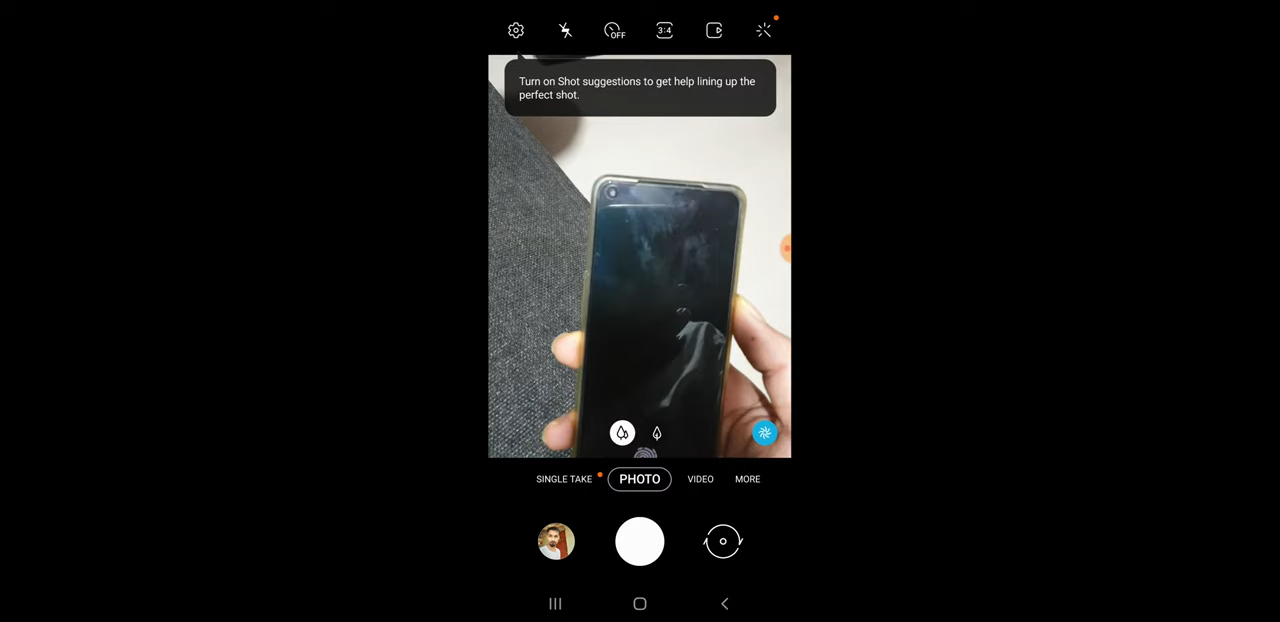 OFF
3:4
Turn on Shot suggestions to get help lining up the
perfect shot.
SINGLE TAKE
PHOTO
VIDEO
MORE